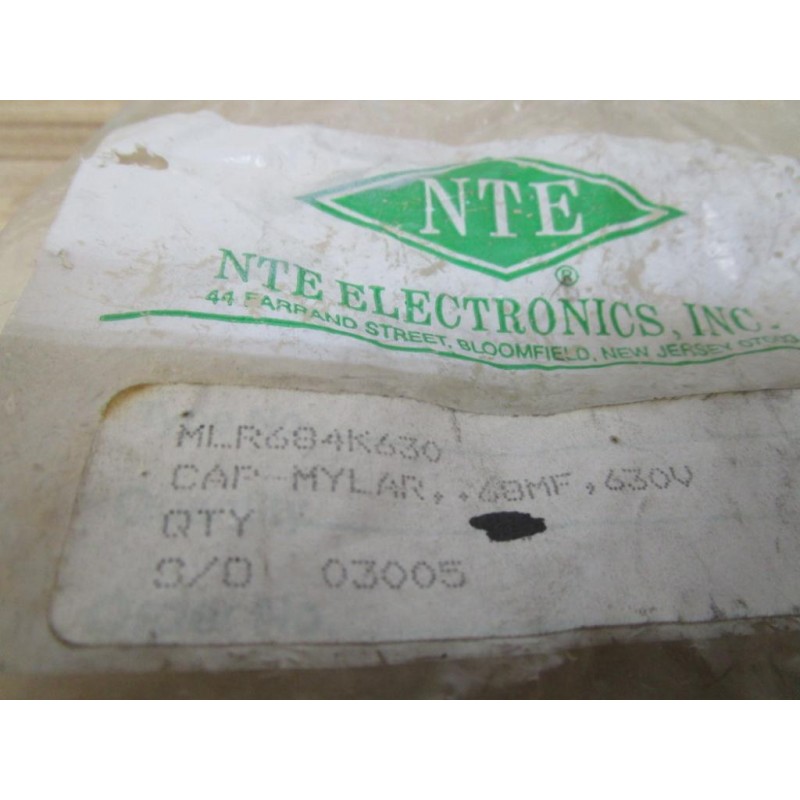 NTE
®
NTE ELECTRONICS, INC.
44 FARRAND STREET, BLOOMFIELD, NEW JERSEY
MLR684K630
CAP-MYLAR,.68MF,630V
QTY
S/O 03005